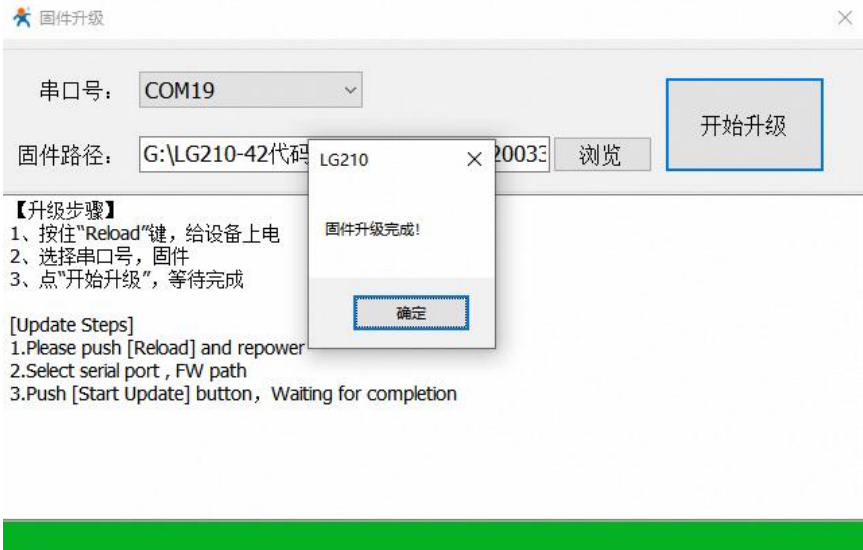 固件升级
串口号: COM19
开始升级
固件路径: G:\LG210-42代码 2003 浏览
LG210
固件升级完成!
确定
【升级步骤】
1、按住"Reload"键，给设备上电
2、选择串口号，固件
3、点"开始升级"，等待完成
[Update Steps]
1.Please push [Reload] and repower
2.Select serial port , FW path
3.Push [Start Update] button，Waiting for completion